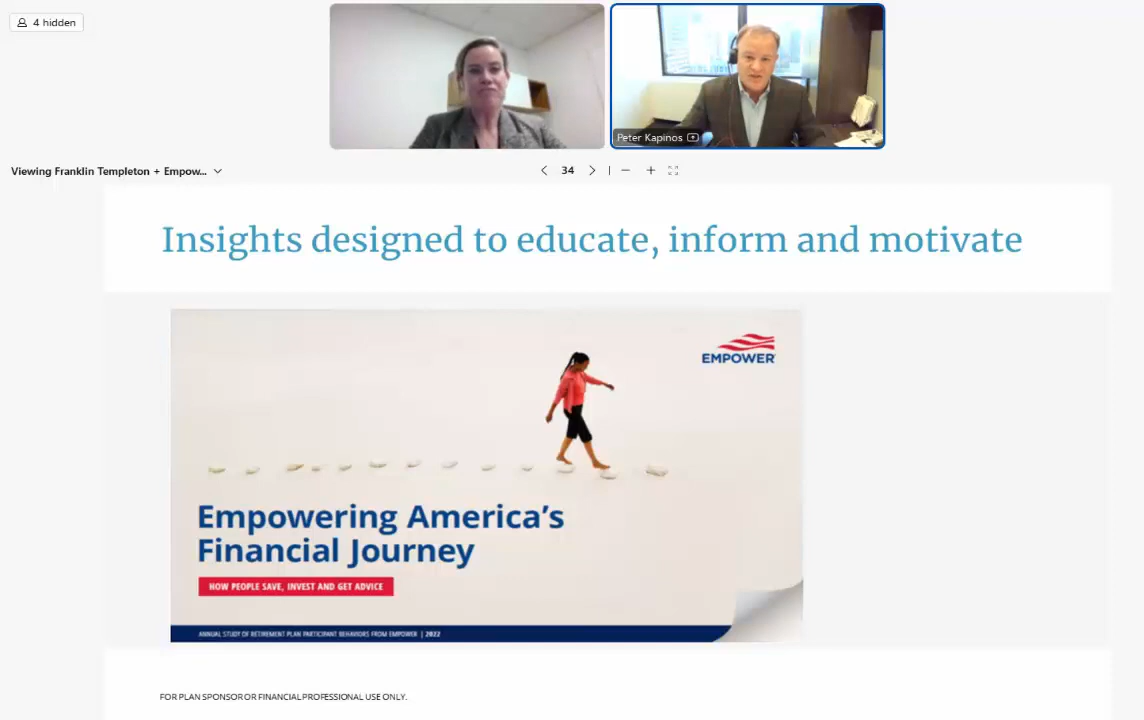 4 hidden
Peter Kapinos
Viewing Franklin Templeton + Empow...
34
Insights designed to educate, inform and motivate
EMPOWER
Empowering America's
Financial Journey
HOW PEOPLE SAVE, INVEST AND GET ADVICE
ANNUAL STUDY OF RETIREMENT PLAN PARTICIPANT BEHAVIORS FROM EMPOWER | 2022
FOR PLAN SPONSOR OR FINANCIAL PROFESSIONAL USE ONLY.